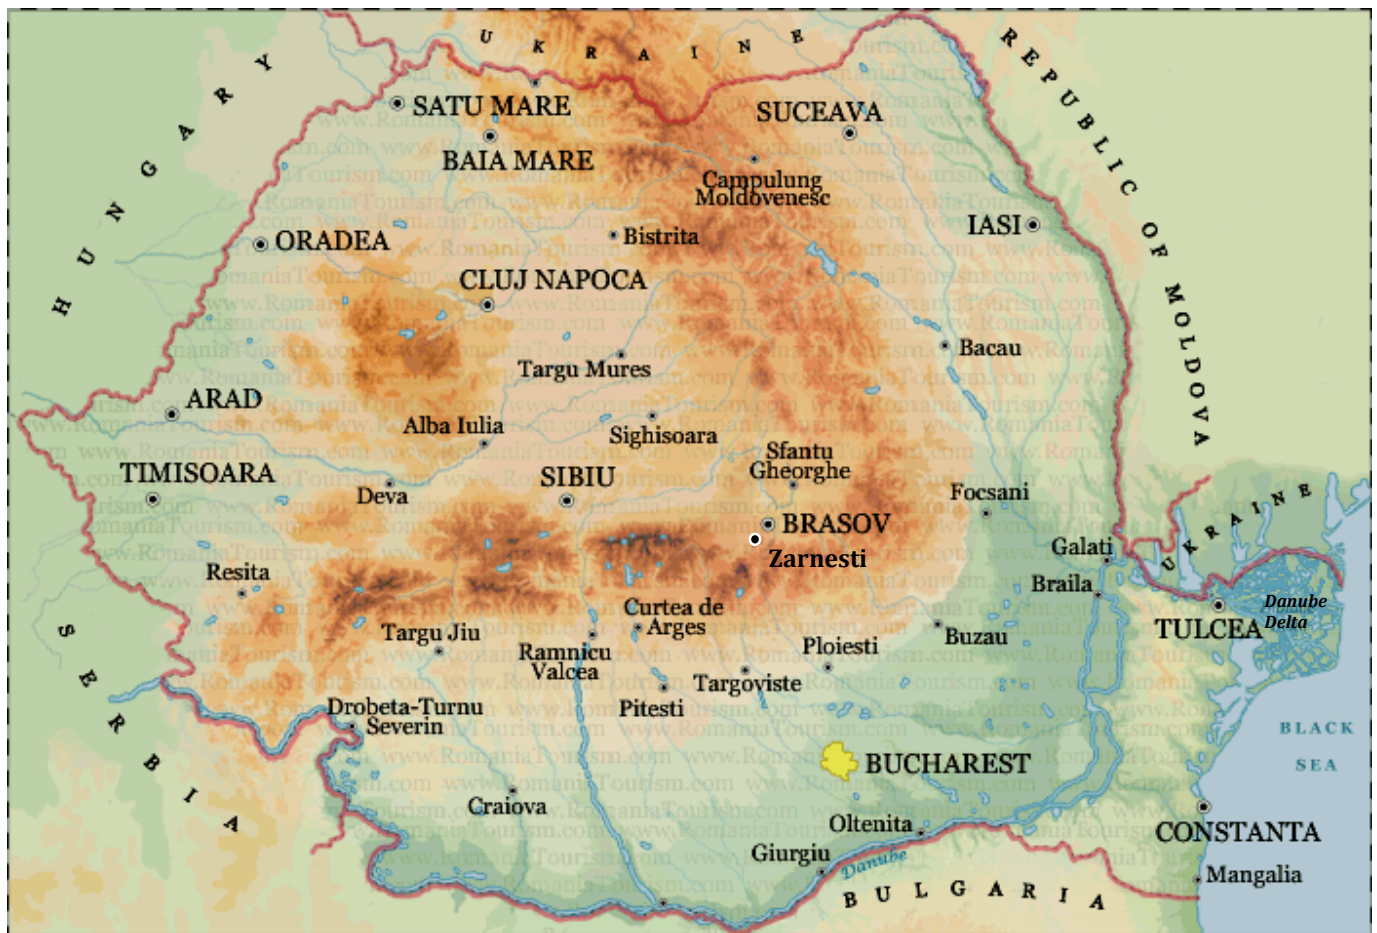 UKRAINE
HUNGARY
REPUBLIC OF MOLDOVA
SATU MARE
SUCEAVA
BAIA MARE
Campulung
Moldovenesc
IASI
ORADEA
Bistrita
CLUJ NAPOCA
Bacau
Targu Mures
ARAD
Alba Iulia
Sighisoara
Sfantu
Gheorghe
TIMISOARA
SIBIU
Deva
Focsani
UKRAINE
BRASOV
Zarnesti
Galati
Resita
Braila
Danube
Delta
Curtea de
Arges
TULCEA
Targu Jiu
Buzau
Ploiesti
Ramnicu
Valcea
Targoviste
Pitesti
SERBIA
Drobeta-Turnu
Severin
BLACK
SEA
BUCHAREST
Craiova
Oltenita
CONSTANTA
Giurgiu
Danube
Mangalia
BULGARIA
www.RomaniaTourism.com